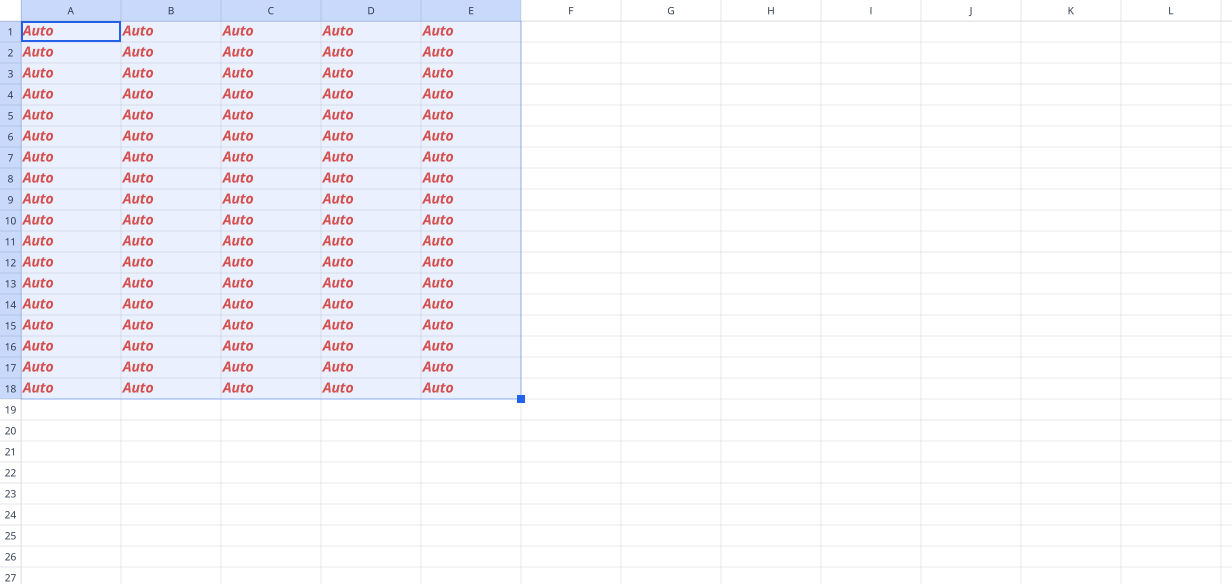 A B C D E F G H I J K L
1 Auto Auto Auto Auto Auto
2 Auto Auto Auto Auto Auto
3 Auto Auto Auto Auto Auto
4 Auto Auto Auto Auto Auto
5 Auto Auto Auto Auto Auto
6 Auto Auto Auto Auto Auto
7 Auto Auto Auto Auto Auto
8 Auto Auto Auto Auto Auto
9 Auto Auto Auto Auto Auto
10 Auto Auto Auto Auto Auto
11 Auto Auto Auto Auto Auto
12 Auto Auto Auto Auto Auto
13 Auto Auto Auto Auto Auto
14 Auto Auto Auto Auto Auto
15 Auto Auto Auto Auto Auto
16 Auto Auto Auto Auto Auto
17 Auto Auto Auto Auto Auto
18 Auto Auto Auto Auto Auto
19
20
21
22
23
24
25
26
27